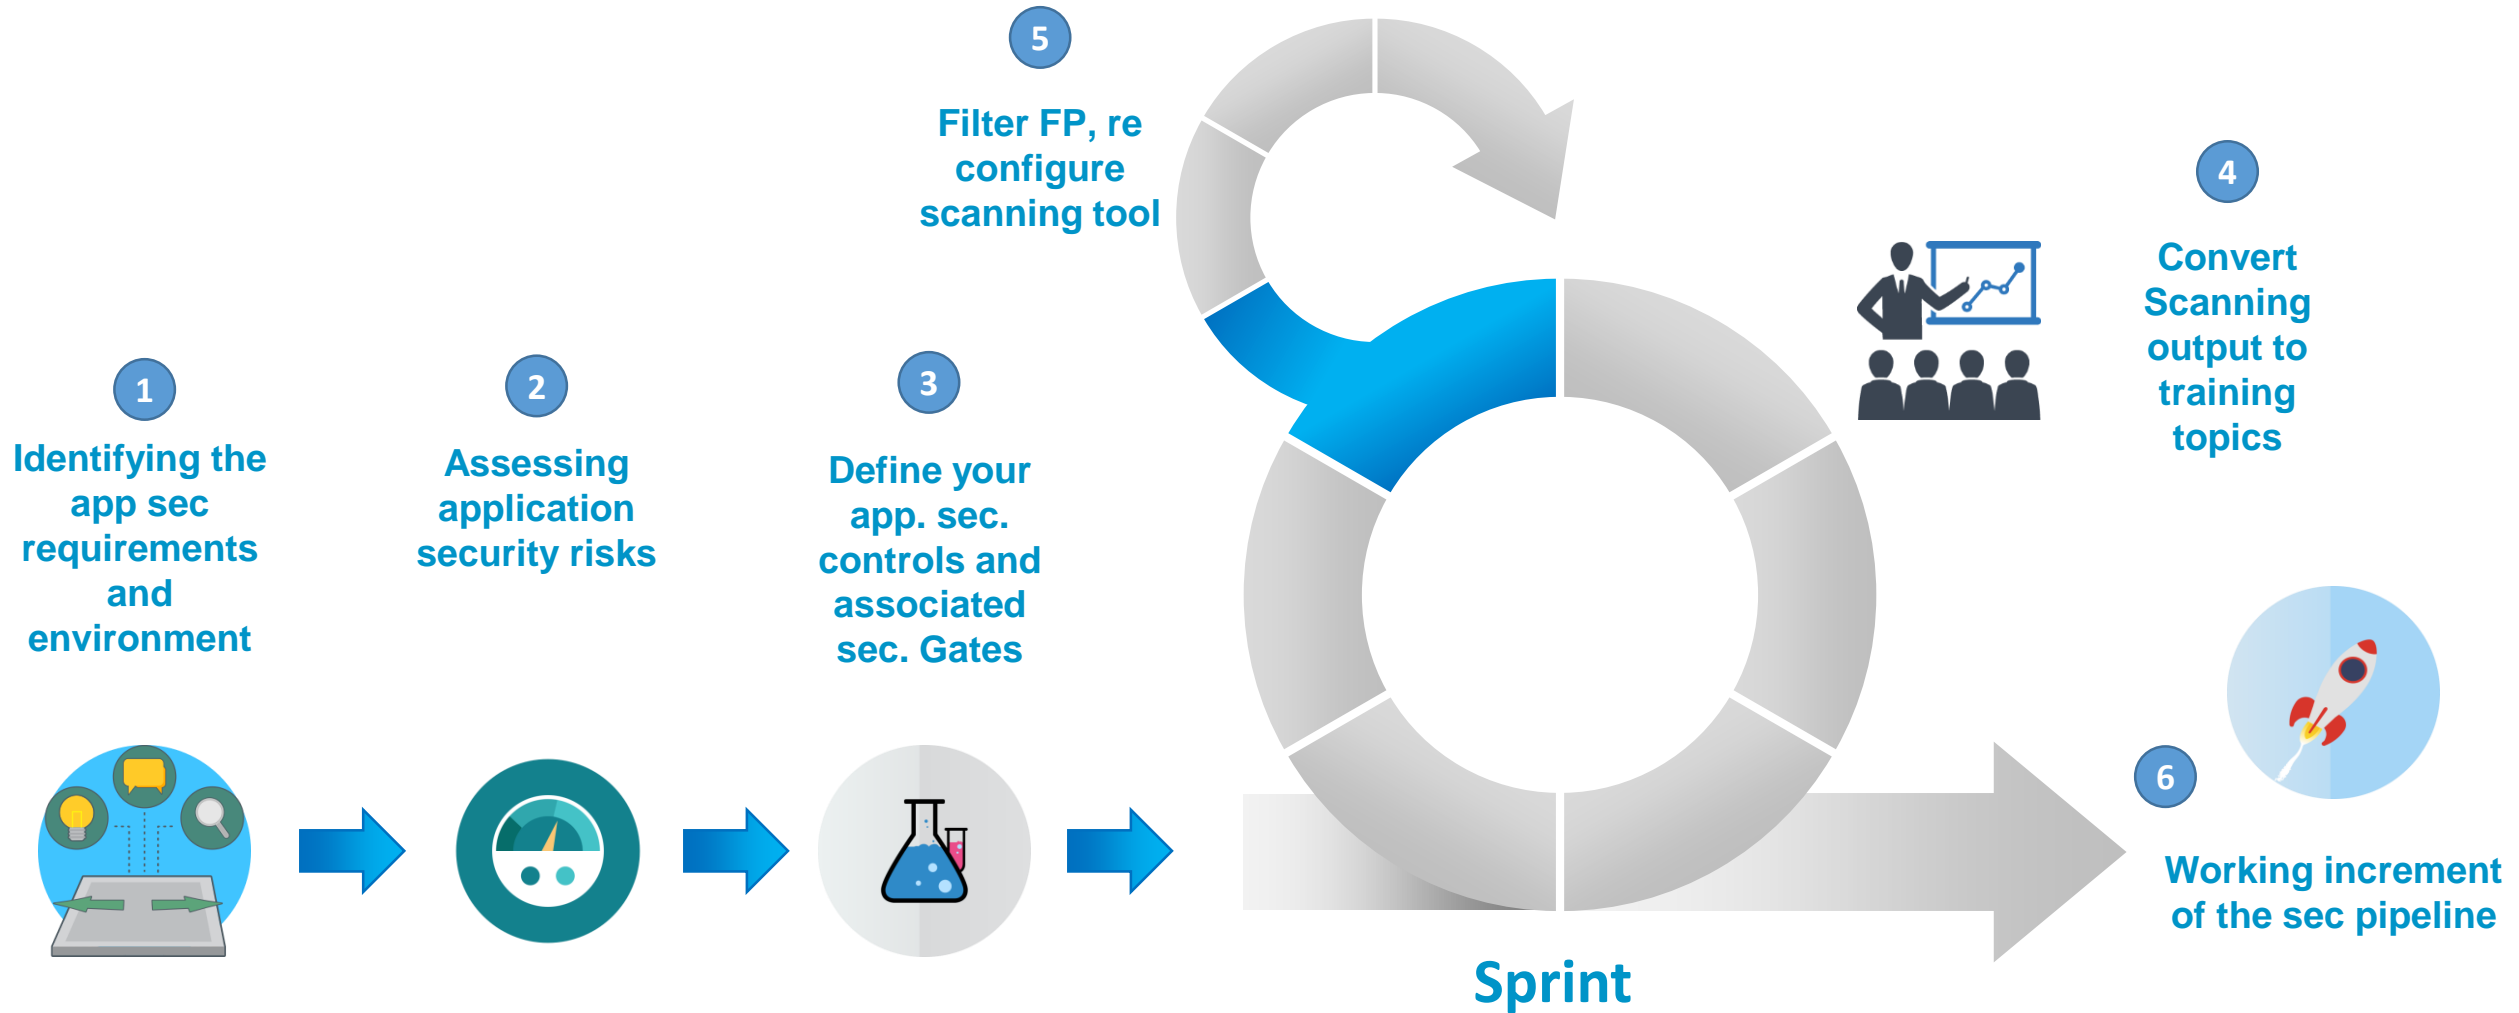 1
Identifying the
app sec
requirements
and
environment
2
Assessing
application
security risks
3
Define your
app. sec.
controls and
associated
sec. Gates
5
Filter FP, re
configure
scanning tool
4
Convert
Scanning
output to
training
topics
6
Working increment
of the sec pipeline
Sprint